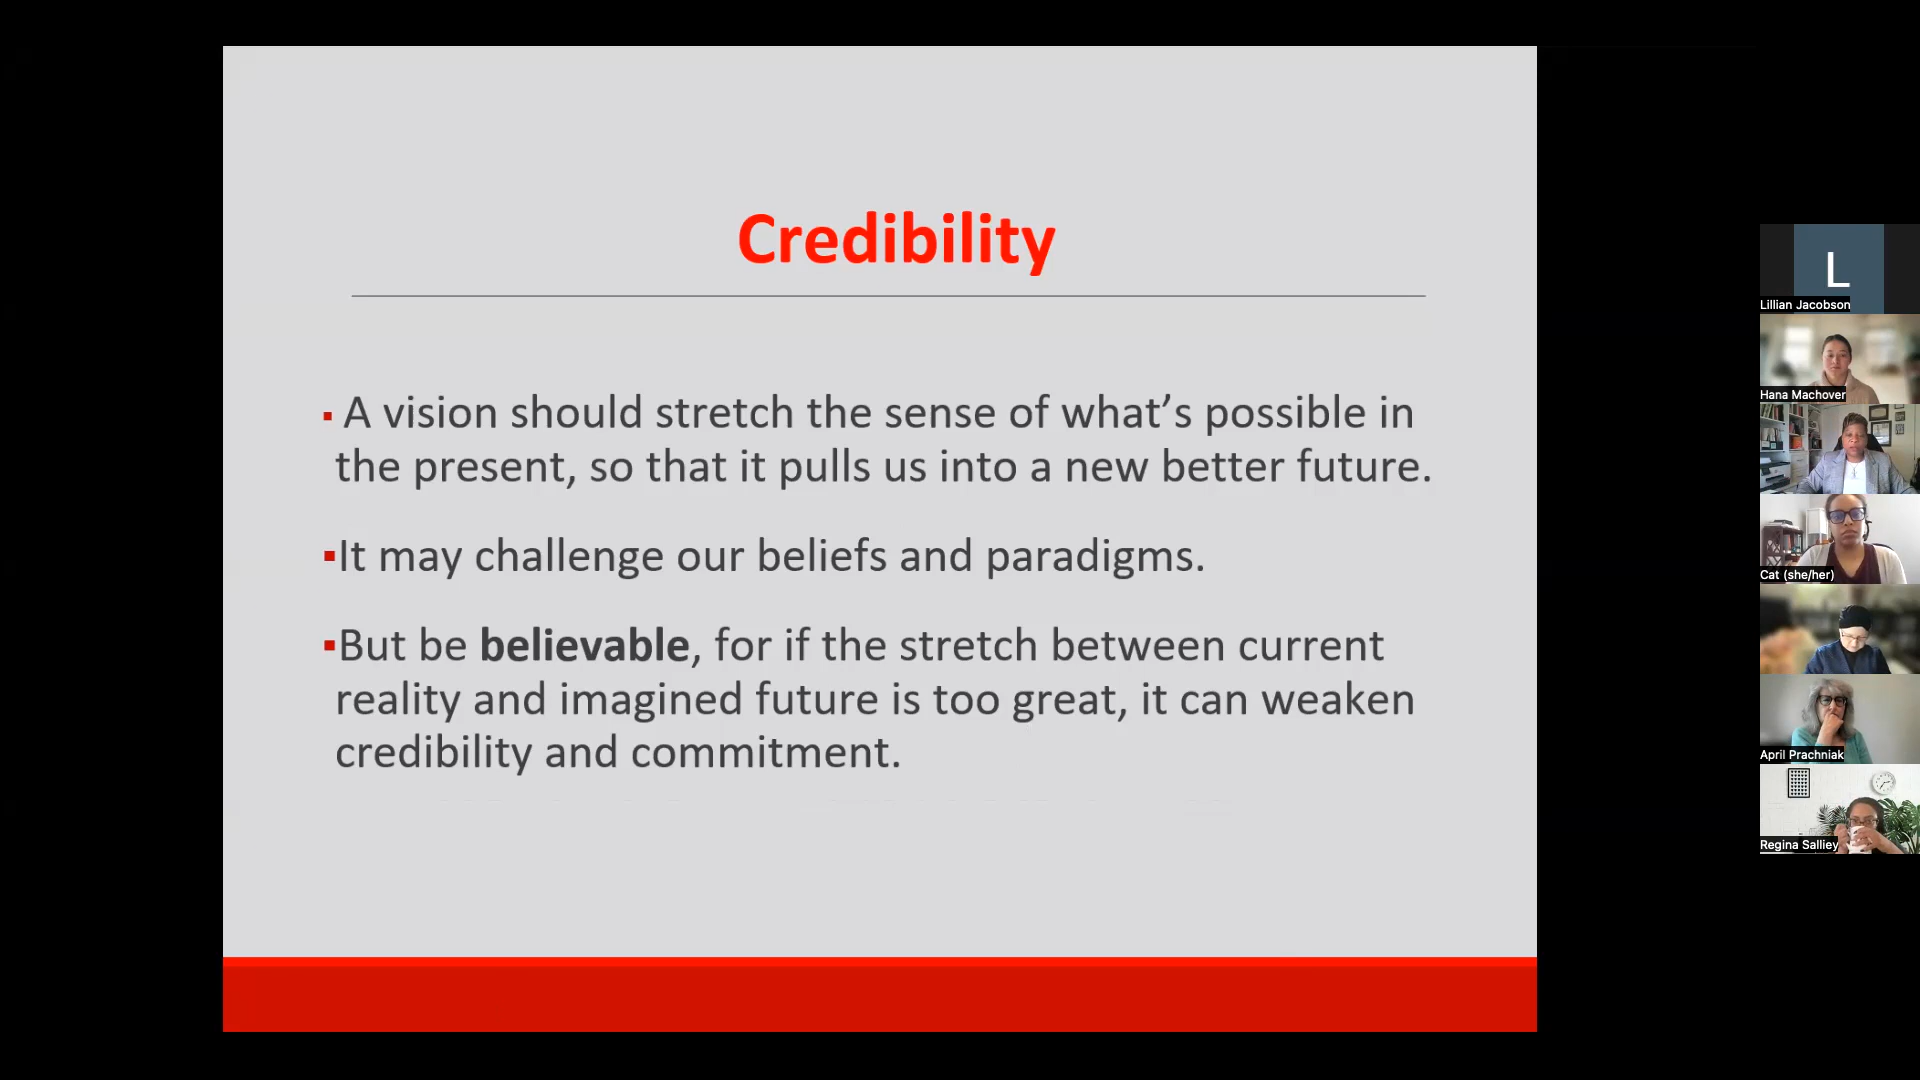 Credibility
▪ A vision should stretch the sense of what’s possible in
the present, so that it pulls us into a new better future.
▪It may challenge our beliefs and paradigms.
▪But be believable, for if the stretch between current
reality and imagined future is too great, it can weaken
credibility and commitment.
L
Lillian Jacobson
Hana Machover
Cat (she/her)
April Prachniak
Regina Salliey